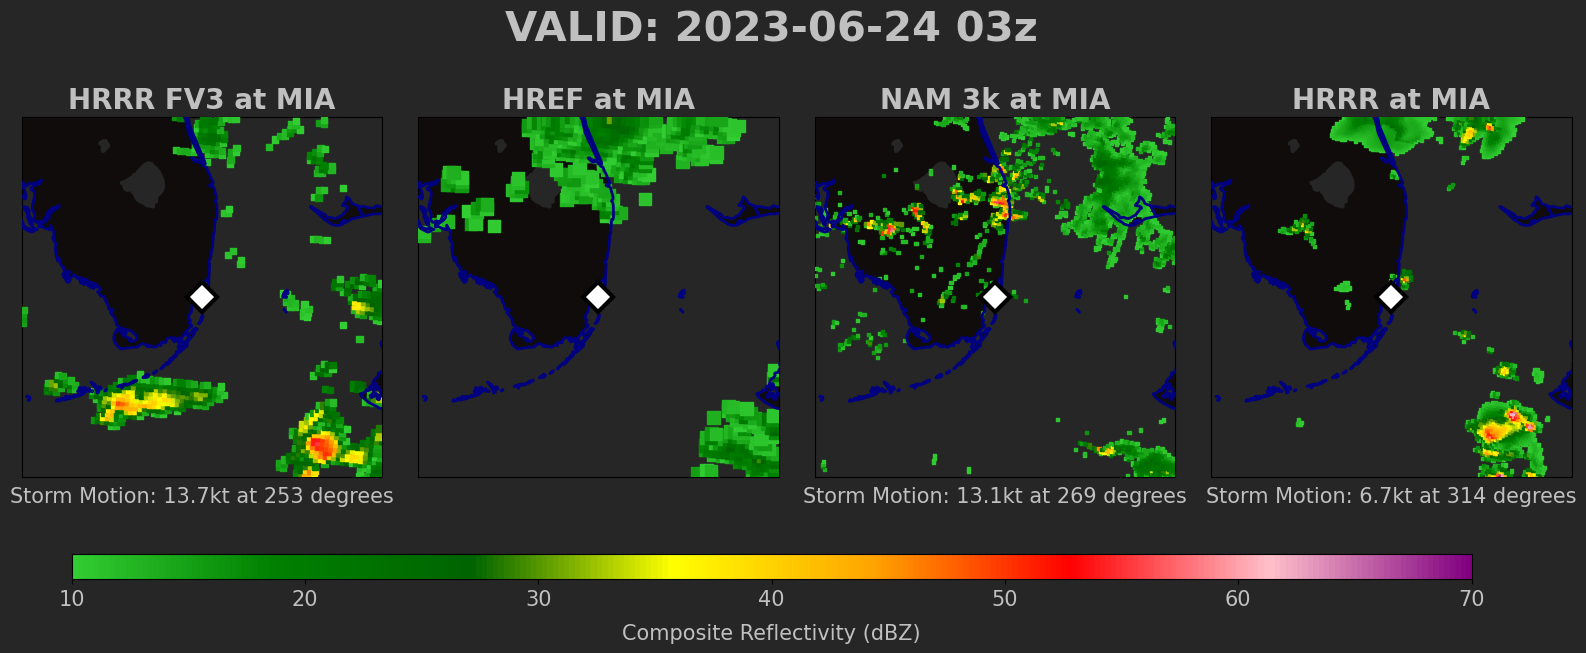 VALID: 2023-06-24 03z
HRRR FV3 at MIA
HREF at MIA
NAM 3k at MIA
HRRR at MIA
Storm Motion: 13.7kt at 253 degrees
Storm Motion: 13.1kt at 269 degrees
Storm Motion: 6.7kt at 314 degrees
10 20 30 40 50 60 70
Composite Reflectivity (dBZ)